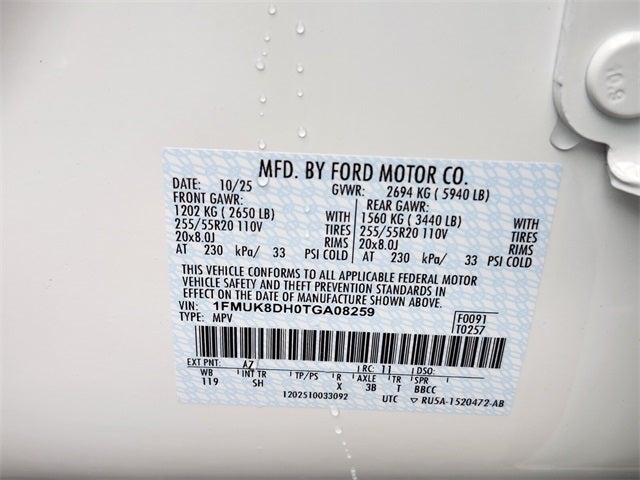 10.9
MFD. BY FORD MOTOR CO.
DATE: 10/25 GVWR: 2694 KG ( 5940 LB)
FRONT GAWR: REAR GAWR:
1202 KG ( 2650 LB) WITH 1560 KG ( 3440 LB) WITH
255/55R20 110V TIRES 255/55R20 110V TIRES
20x8.0J RIMS 20x8.0J RIMS
AT 230 kPa/ 33 PSI COLD AT 230 kPa/ 33 PSI COLD
THIS VEHICLE CONFORMS TO ALL APPLICABLE FEDERAL MOTOR
VEHICLE SAFETY AND THEFT PREVENTION STANDARDS IN
EFFECT ON THE DATE OF MANUFACTURE SHOWN ABOVE.
VIN: 1FMUK8DH0TGA08259 F0091
TYPE: MPV T0257
EXT PNT: AZ RC: 11 DSO:
WB INT TR TP/PS R AXLE TR SPR
119 SH X 3B T BBCC
1202510033092 UTC RU5A-1520472-AB